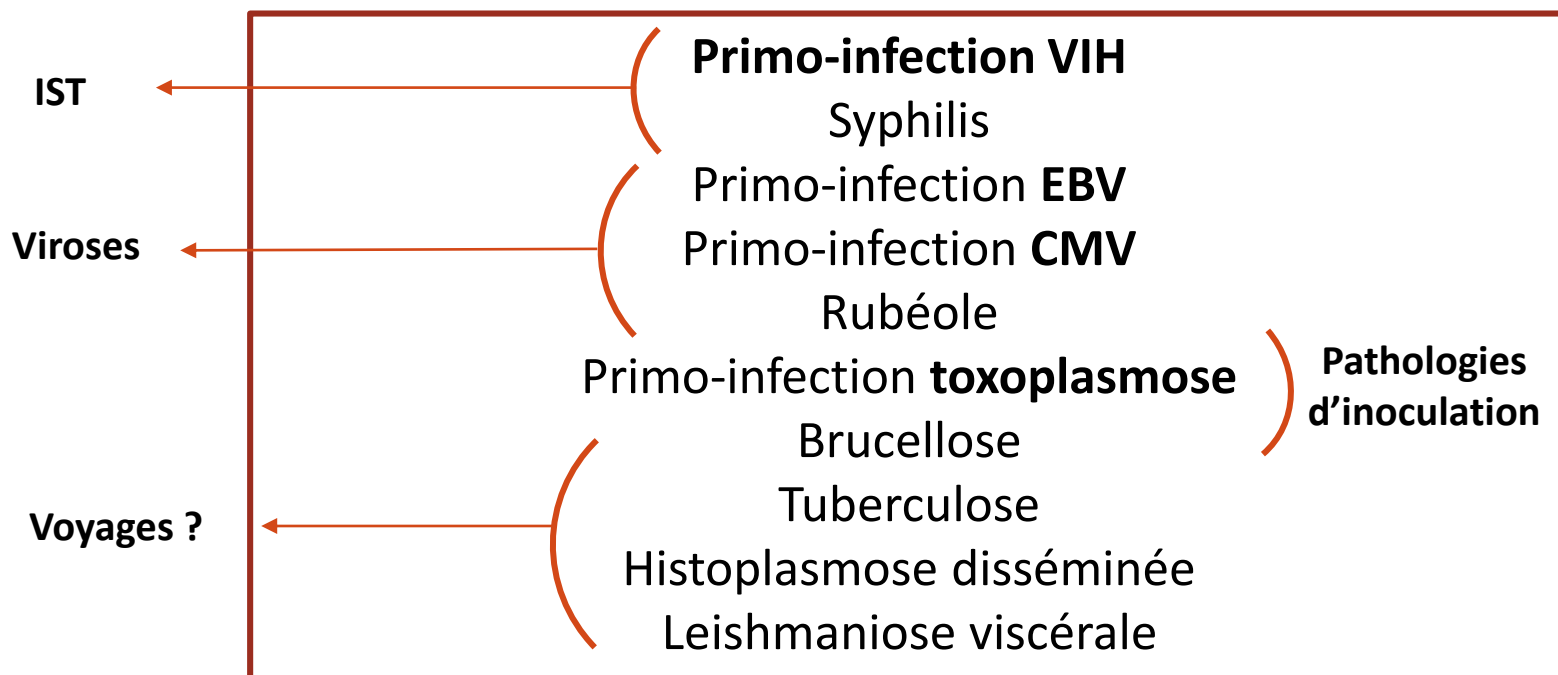 Primo-infection VIH
IST
Syphilis
Primo-infection EBV
Viroses
Primo-infection CMV
Rubéole
Primo-infection toxoplasmose
Pathologies
d’inoculation
Brucellose
Tuberculose
Voyages ?
Histoplasmose disséminée
Leishmaniose viscérale